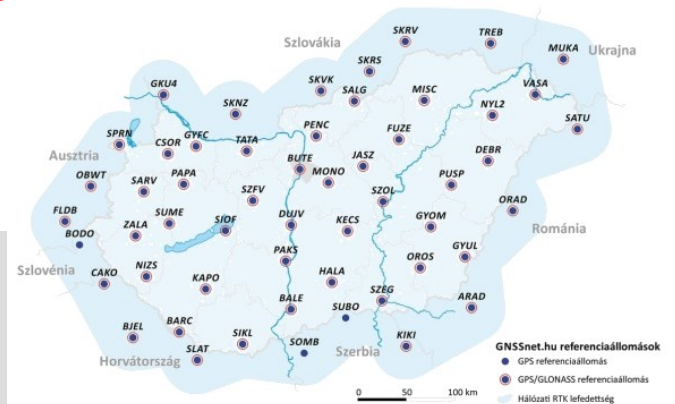 SKRV
TREB
Szlovákia
MUKA
Ukrajna
SKRS
GKU4
SKVK
SALG
MISC
VASA
SKNZ
NYL2
SATU
SPRN
CSOR
GYFC
TATA
PENC
FUZE
Ausztria
BUTE
MONO
JASZ
DEBR
OBWT
SARV
PAPA
SZFV
SZOL
PUSP
ORAD
FLDB
BODO
ZALA
SUME
SIOF
DUJV
KECS
GYOM
Románia
Szlovénia
CAKO
NIZS
KAPO
PAKS
HALA
OROS
GYUL
BALE
SUBO
SZEG
ARAD
BJEL
BARC
SIKL
SOMB
Szerbia
KIKI
Horvátország
SLAT
GNSSnet.hu referenciaállomások
GPS referenciaállomás
GPS/GLONASS referenciaállomás
Hálózati RTK lefedettség
0 50 100 km